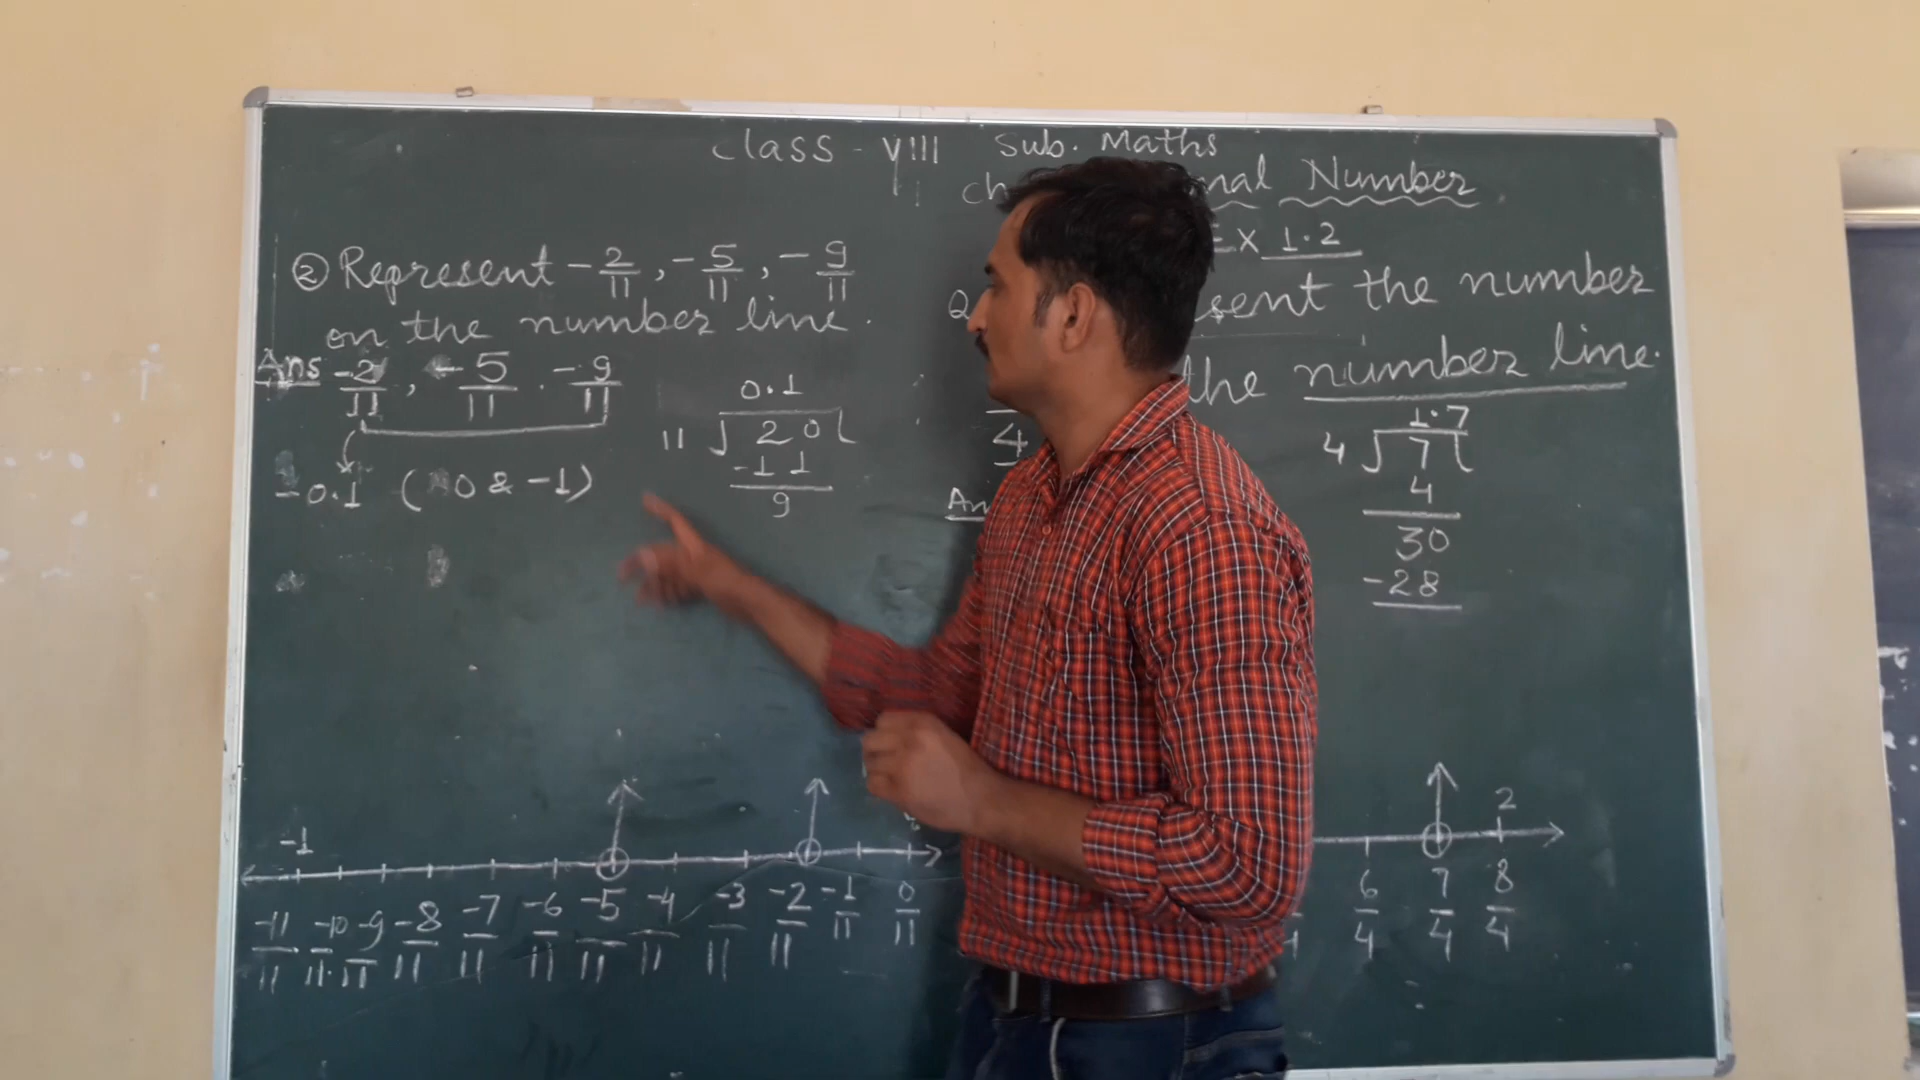 Class - VIII Sub. Maths
Number
EX 1.2
② Represent -2/11, -5/11, -9/11
on the number line.
Ans -2/11, -5/11. -9/11
-0.1 (0 & -1)
0.1
11 20
-11
9
the number
the number line.
4
1.7
4 7
4
30
-28
-1
-11/11 -10/11. -9/11 -8/11 -7/11 -6/11 -5/11 -4/11 -3/11 -2/11 -1/11 0/11
2
6/4 7/4 8/4